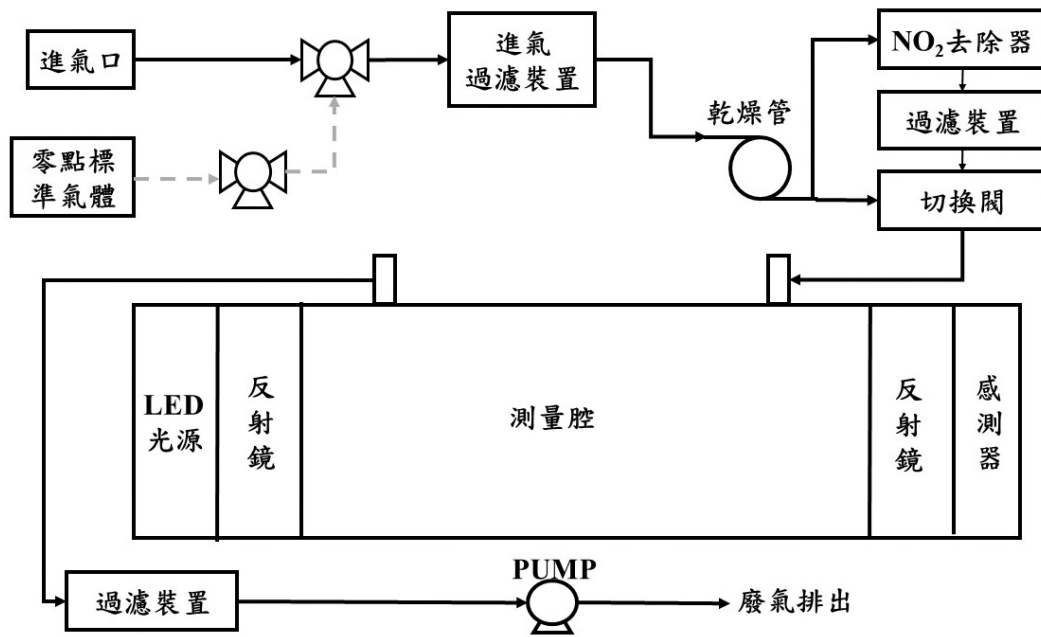 進氣口
進氣
過濾裝置
NO₂去除器
過濾裝置
切換閥
乾燥管
零點標
準氣體
LED
光源
反
射
鏡
測量腔
反
射
鏡
感
測
器
過濾裝置
PUMP
廢氣排出